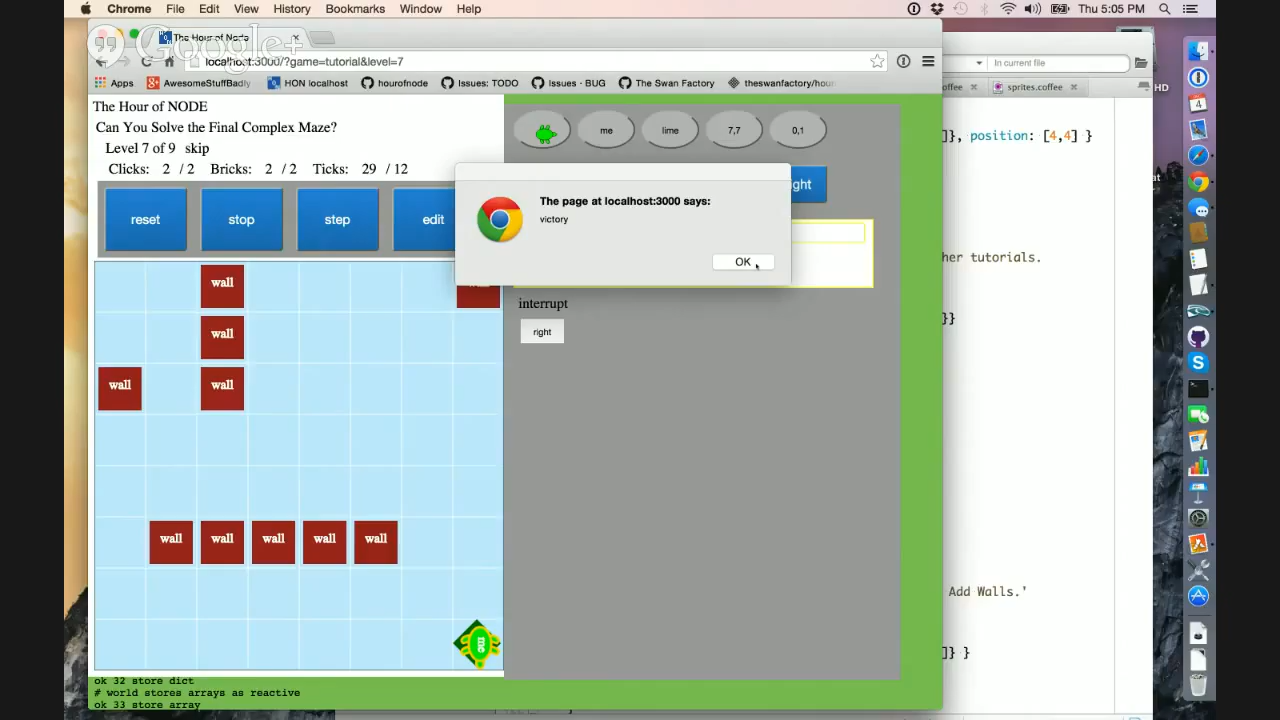 Chrome File Edit View History Bookmarks Window Help Thu 5:05 PM
Google+
The Hour of Node
localhost:3000/?game=tutorial&level=7
In current file
Apps AwesomeStuffBadly HON localhost hourofnode Issues: TODO Issues - BUG The Swan Factory theswanfactory/hour
sprites.coffee
HD
The Hour of NODE
Can You Solve the Final Complex Maze?
Level 7 of 9 skip
Clicks: 2 / 2 Bricks: 2 / 2 Ticks: 29 / 12
reset stop step edit
me lime 7,7 0,1
]}, position: [4,4] }
The page at localhost:3000 says:
victory
OK
wall
wall
wall wall
her tutorials.
interrupt
right
}}
wall wall wall wall wall
Add Walls.'
me
]} }
ok 32 store dict
# world stores arrays as reactive
ok 33 store array